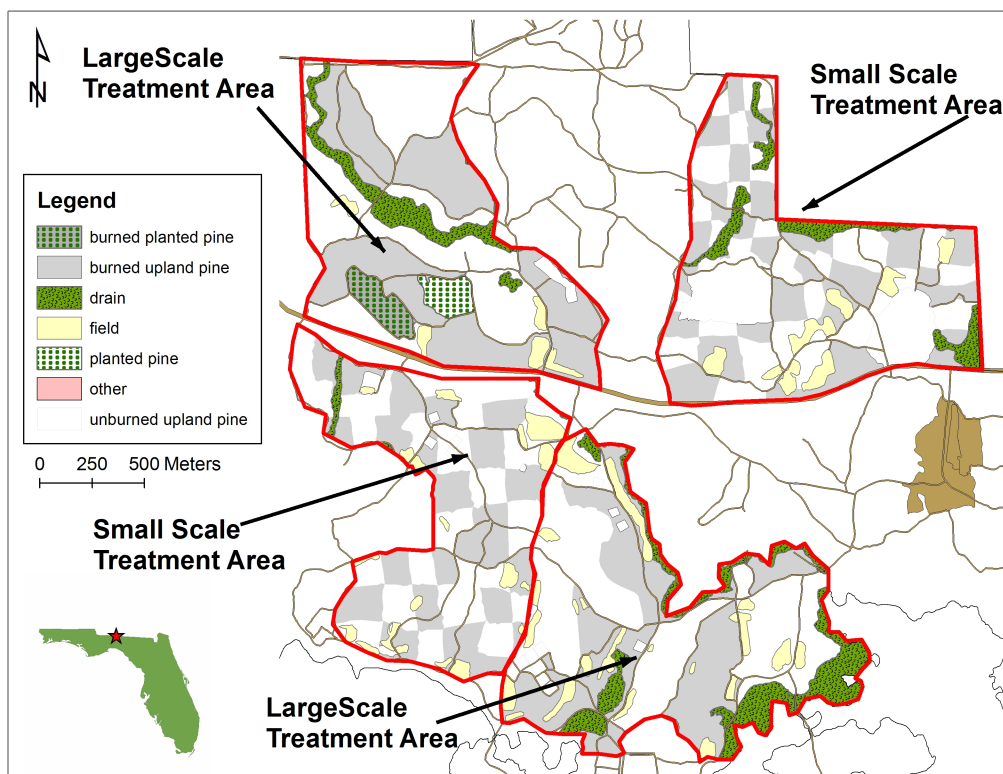 N
LargeScale
Treatment Area
Small Scale
Treatment Area
Legend
burned planted pine
burned upland pine
drain
field
planted pine
other
unburned upland pine
0 250 500 Meters
Small Scale
Treatment Area
LargeScale
Treatment Area